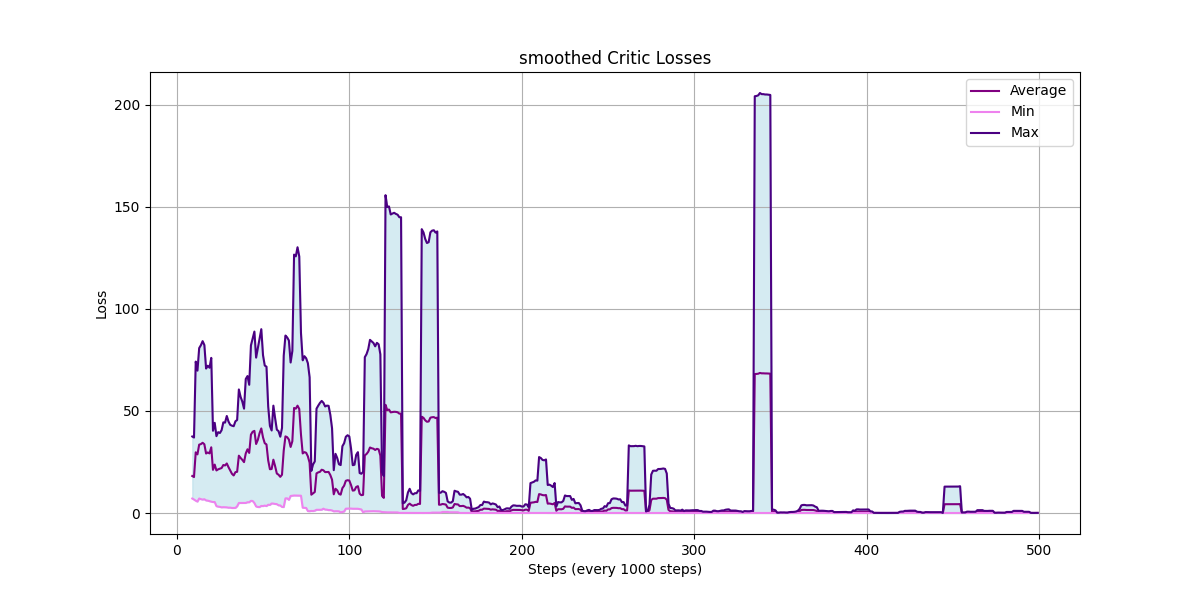 smoothed Critic Losses
Average
Min
Max
200
150
100
50
0
Loss
0 100 200 300 400 500
Steps (every 1000 steps)